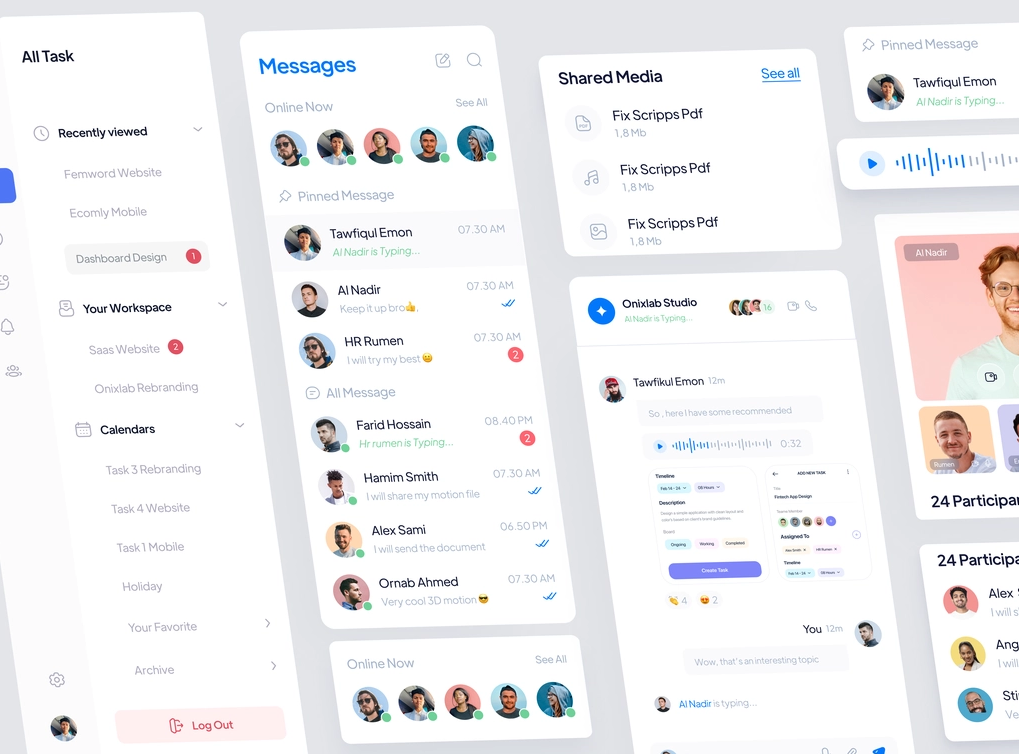 All Task
Recently viewed
Femword Website
Ecomly Mobile
Dashboard Design 1
Your Workspace
Saas Website 2
Onixlab Rebranding
Calendars
Task 3 Rebranding
Task 4 Website
Task 1 Mobile
Holiday
Your Favorite
Archive
Log Out
Messages
Online Now See All
Pinned Message
Tawfiqul Emon 07.30 AM
Al Nadir is Typing...
Al Nadir 07.30 AM
Keep it up bro👍.
HR Rumen 07.30 AM
I will try my best 😄 2
All Message
Farid Hossain 08.40 PM
Hr rumen is Typing... 2
Hamim Smith 07.30 AM
I will share my motion file
Alex Sami 06.50 PM
I will send the document
Ornab Ahmed 07.30 AM
Very cool 3D motion😎
Online Now See All
Shared Media See all
PDF
Fix Scripps Pdf
1,8 Mb
Fix Scripps Pdf
1,8 Mb
Fix Scripps Pdf
1,8 Mb
Onixlab Studio 16
Al Nadir is Typing...
Tawfikul Emon 12m
So , here I have some recommended
0:32
Timeline
Feb 14 - 24 05 Hours
Description
Design a simple application with clean layout and
color's based on client's brand guidelines.
Board
Ongoing Working Completed
Create Task
ADD NEW TASK
Title
Fintech App Design
Team Member
Assigned To
Alex Smith × HR Rumen ×
Timeline
Feb 14 - 24 05 Hours
👏 4 😍 2
You 12m
Wow, that's an interesting topic
Al Nadir is typing...
Pinned Message
Tawfiqul Emon
Al Nadir is Typing...
Al Nadir
Rumen
24 Participa
24 Participa
Alex
I will s
Ang
I will
Sti
Ve